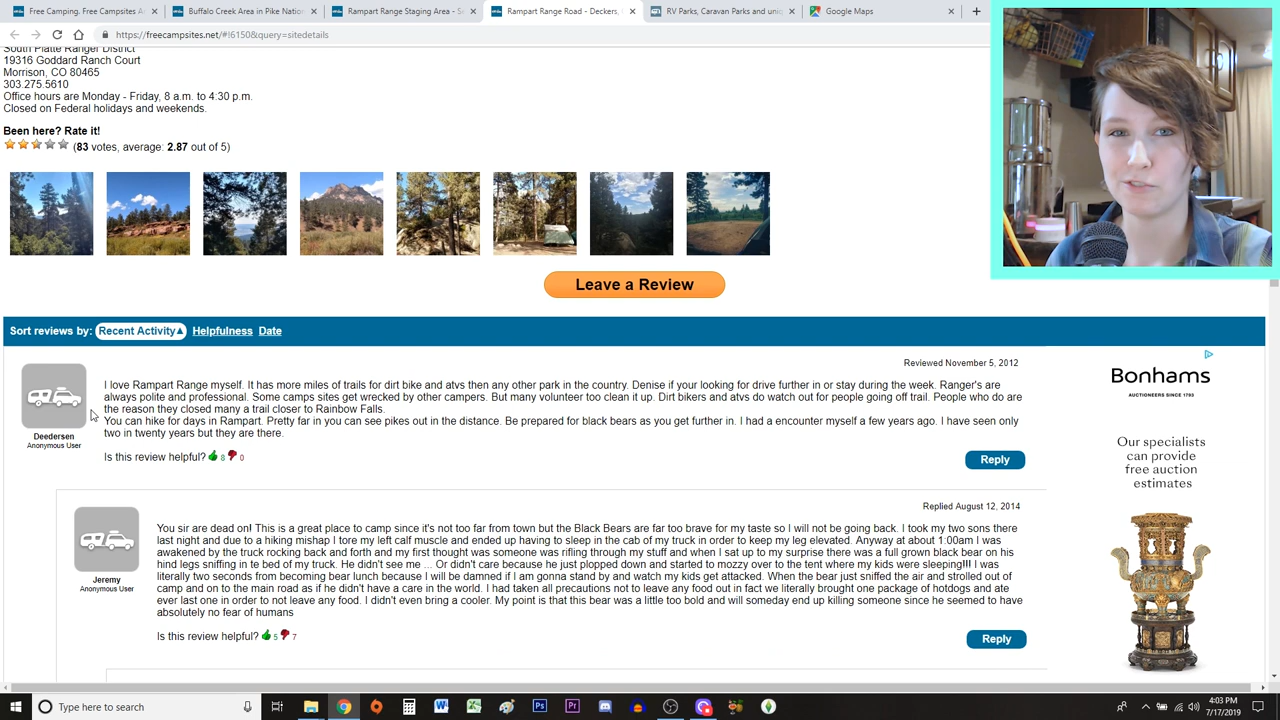 Free Camping. Free Campsites A
Buffalo Creek Area in Pike Natio
Rampart Range Staging Area - S
Rampart Range Road - Deckers,
RV Parks, Caravan Parks and uniq
Google Maps
https://freecampsites.net/#!6150&query=sitedetails
South Platte Ranger District
19316 Goddard Ranch Court
Morrison, CO 80465
303.275.5610
Office hours are Monday - Friday, 8 a.m. to 4:30 p.m.
Closed on Federal holidays and weekends.
Been here? Rate it!
(83 votes, average: 2.87 out of 5)
Leave a Review
Sort reviews by: Recent Activity▲ Helpfulness Date
Reviewed November 5, 2012
I love Rampart Range myself. It has more miles of trails for dirt bike and atvs then any other park in the country. Denise if your looking for drive further in or stay during the week. Ranger's are
always polite and professional. Some camps sites get wrecked by other campers. But many volunteer too clean it up. Dirt bikers and atvs do watch out for people going off trail. People who do are
the reason they closed many a trail closer to Rainbow Falls.
You can hike for days in Rampart. Pretty far in you can see pikes out in the distance. Be prepared for black bears as you get further in. I had a encounter myself a few years ago. I have seen only
two in twenty years but they are there.
Deedersen
Anonymous User
Is this review helpful? 8 0
Reply
Replied August 12, 2014
You sir are dead on! This is a great place to camp since it's not too far from town but the Black Bears are far too brave for my taste so I will not be going back. I took my two sons there
last night and due to a hiking mishap I tore my left calf muscle and ended up having to sleep in the cab of my truck in order to keep my leg elevated. Anyway at about 1:00am I was
awakened by the truck rocking back and forth and my first thought was someone was rifling through my stuff and when I sat up to my surprise there was a full grown black bear on his
hind legs sniffing in te bed of my truck. He didn't see me ... Or didn't care because he just plopped down and started to mozzy over to the tent where my kids were sleeping!!! I was
literally two seconds from becoming bear lunch because I will be damned if I am gonna stand by and watch my kids get attacked. When the bear just sniffed the air and strolled out of
camp and on to the main road as if he didn't have a care in the world. I had taken all precautions not to leave any food out in fact we literally brought one package of hotdogs and ate
ever last one in order to not leave any food. I didn't even bring a cooler. My point is that this bear was a little too bold and will someday end up killing someone since he seemed to have
absolutely no fear of humans
Jeremy
Anonymous User
Is this review helpful? 5 7
Reply
Bonhams
AUCTIONEERS SINCE 1793
Our specialists
can provide
free auction
estimates
Type here to search
4:03 PM
7/17/2019